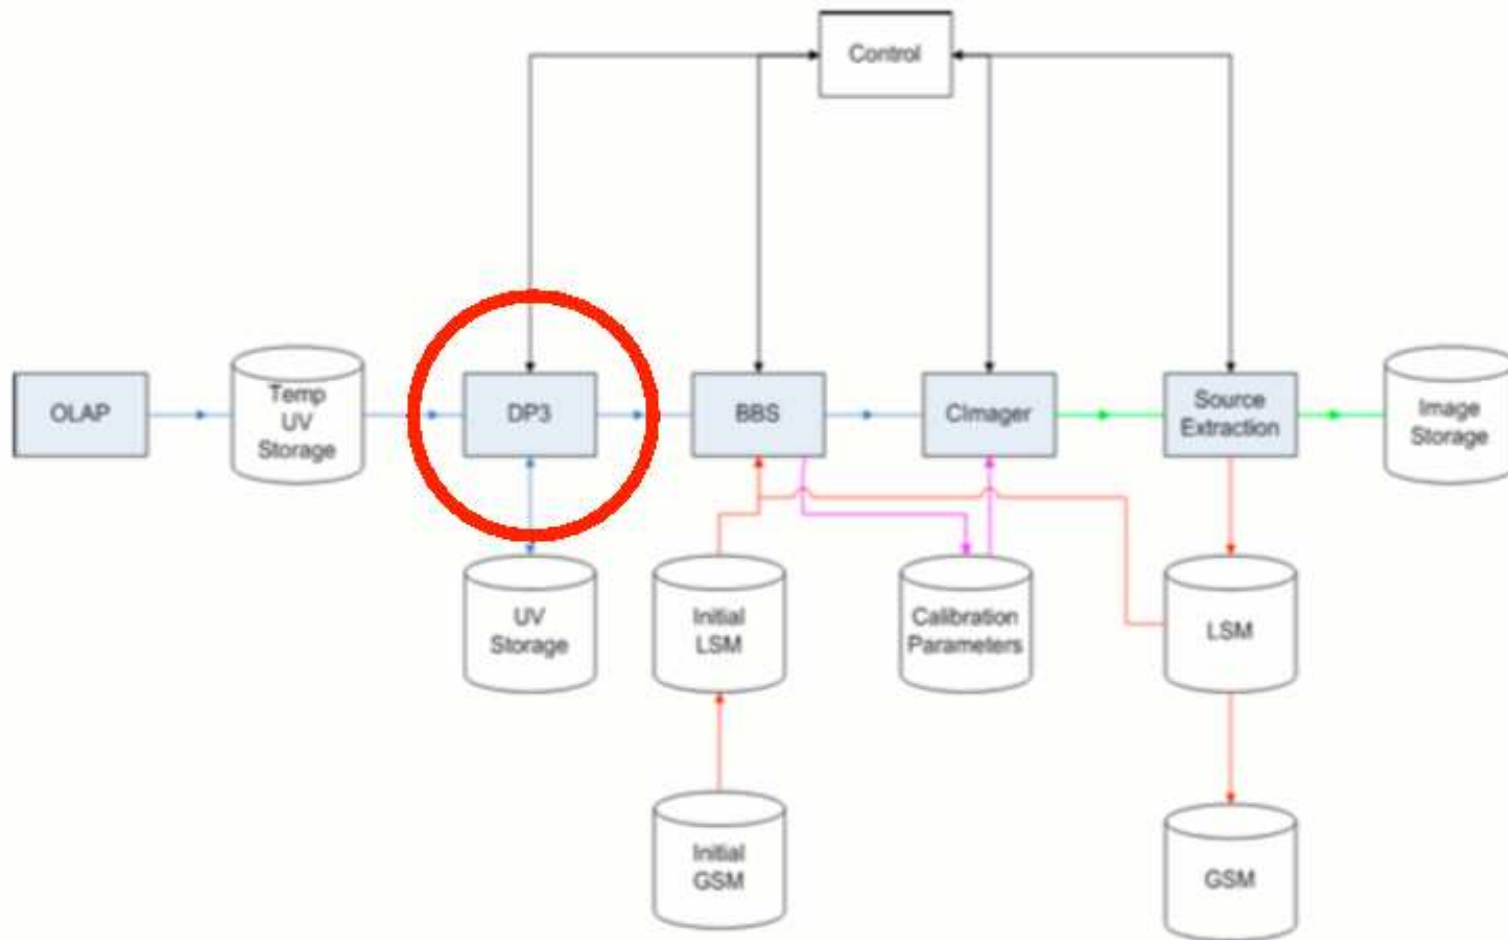 Control
OLAP
Temp
UV
Storage
DP3
BBS
CImager
Source
Extraction
Image
Storage
UV
Storage
Initial
LSM
Calibration
Parameters
LSM
Initial
GSM
GSM